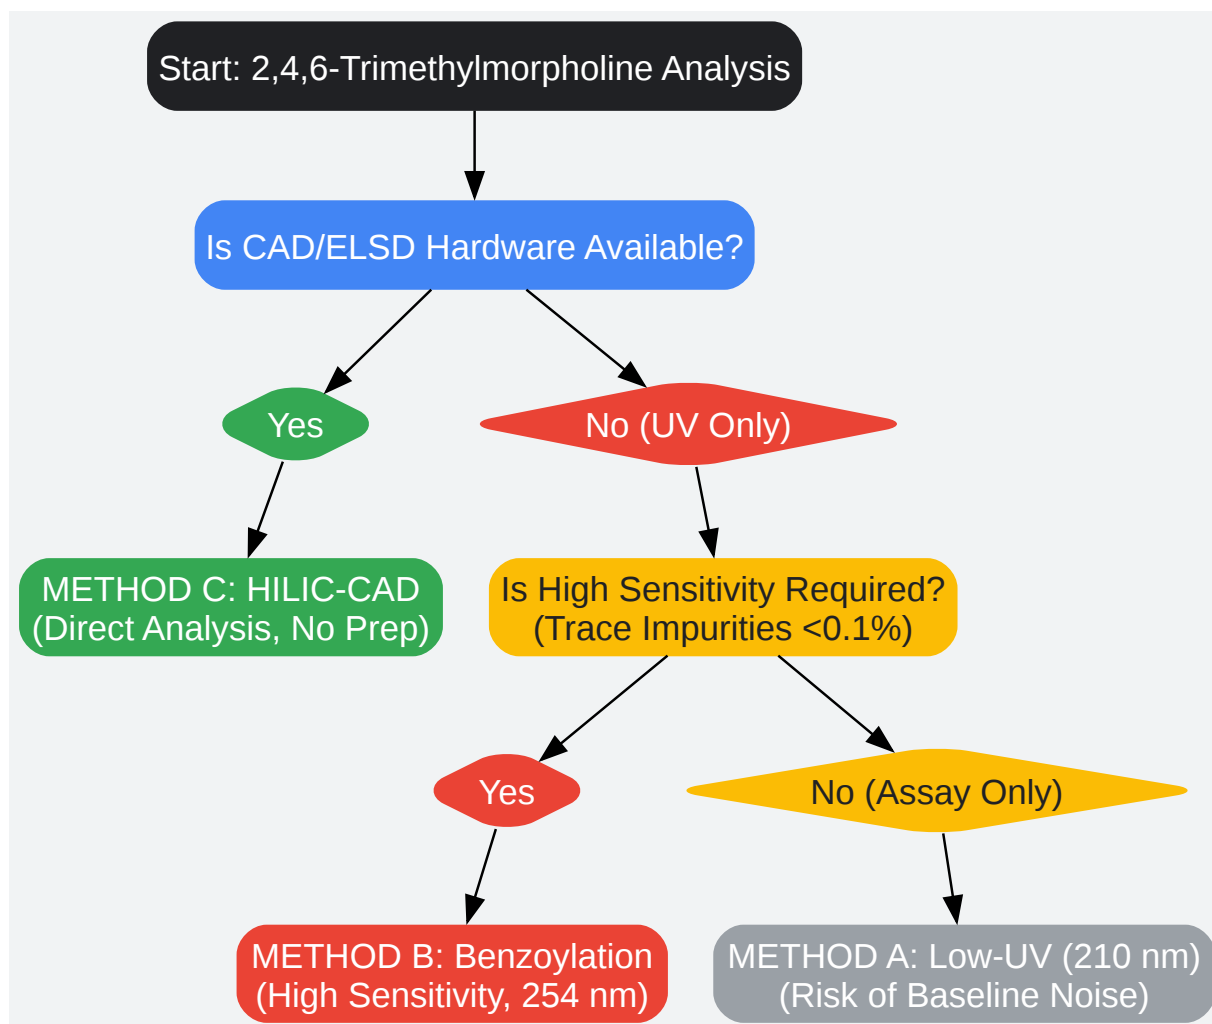 Start: 2,4,6-Trimethylmorpholine Analysis
Is CAD/ELSD Hardware Available?
Yes
No (UV Only)
METHOD C: HILIC-CAD
(Direct Analysis, No Prep)
Is High Sensitivity Required?
(Trace Impurities <0.1%)
Yes
No (Assay Only)
METHOD B: Benzoylation
(High Sensitivity, 254 nm)
METHOD A: Low-UV (210 nm)
(Risk of Baseline Noise)